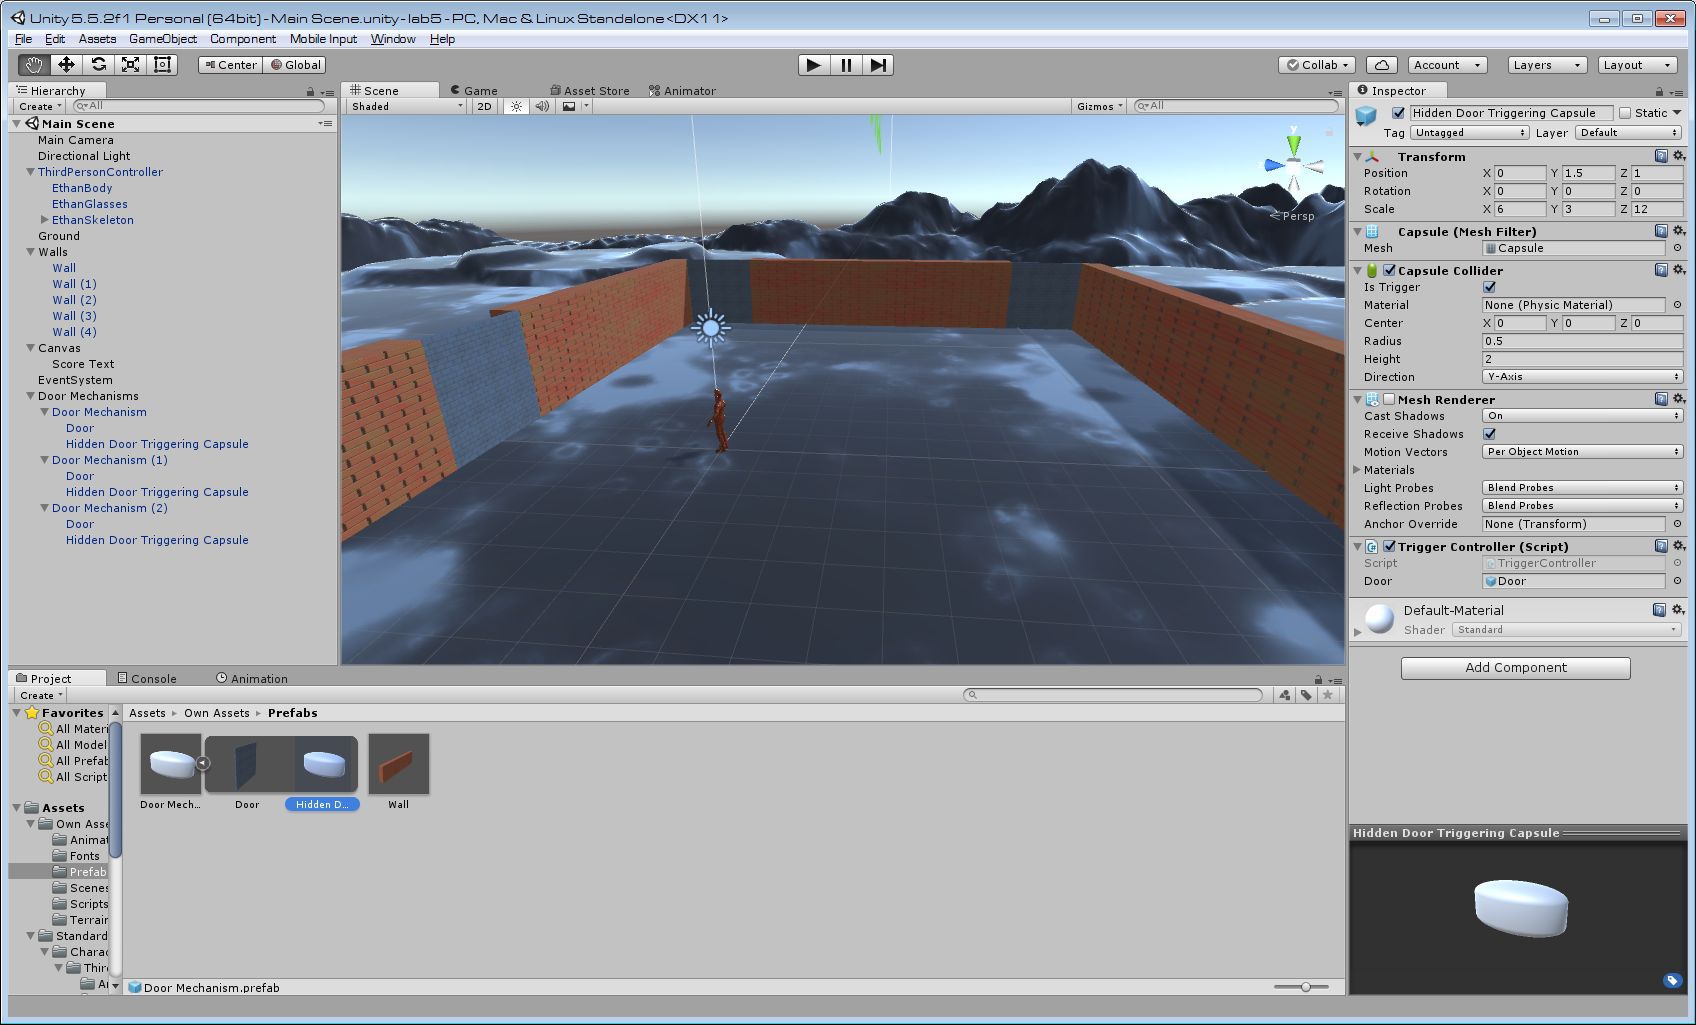 Unity 5.5.2f1 Personal (64bit) - Main Scene.unity - lab5 - PC, Mac & Linux Standalone <DX11>
File Edit Assets GameObject Component Mobile Input Window Help
Center Global Collab Account Layers Layout
Hierarchy
Create All
Main Scene
Main Camera
Directional Light
ThirdPersonController
EthanBody
EthanGlasses
EthanSkeleton
Ground
Walls
Wall
Wall (1)
Wall (2)
Wall (3)
Wall (4)
Canvas
Score Text
EventSystem
Door Mechanisms
Door Mechanism
Door
Hidden Door Triggering Capsule
Door Mechanism (1)
Door
Hidden Door Triggering Capsule
Door Mechanism (2)
Door
Hidden Door Triggering Capsule
Scene Game Asset Store Animator
Shaded 2D Gizmos All
y
Persp
Inspector
Hidden Door Triggering Capsule Static
Tag Untagged Layer Default
Transform
Position X 0 Y 1.5 Z 1
Rotation X 0 Y 0 Z 0
Scale X 6 Y 3 Z 12
Capsule (Mesh Filter)
Mesh Capsule
Capsule Collider
Is Trigger
Material None (Physic Material)
Center X 0 Y 0 Z 0
Radius 0.5
Height 2
Direction Y-Axis
Mesh Renderer
Cast Shadows On
Receive Shadows
Motion Vectors Per Object Motion
Materials
Light Probes Blend Probes
Reflection Probes Blend Probes
Anchor Override None (Transform)
Trigger Controller (Script)
Script TriggerController
Door Door
Default-Material
Shader Standard
Add Component
Hidden Door Triggering Capsule
Project Console Animation
Create
Favorites
All Materi
All Model
All Prefab
All Script
Assets
Own Asse
Animat
Fonts
Prefab
Scenes
Scripts
Terrain
Standard
Charac
Thir
A
Assets Own Assets Prefabs
Door Mech... Door Hidden D... Wall
Door Mechanism.prefab